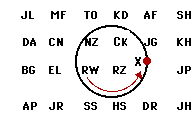 JL MF TO KD AF SH
DA CN NZ CK JG KH
BG EL RW RZ X JP
AP JR SS HS DR JH